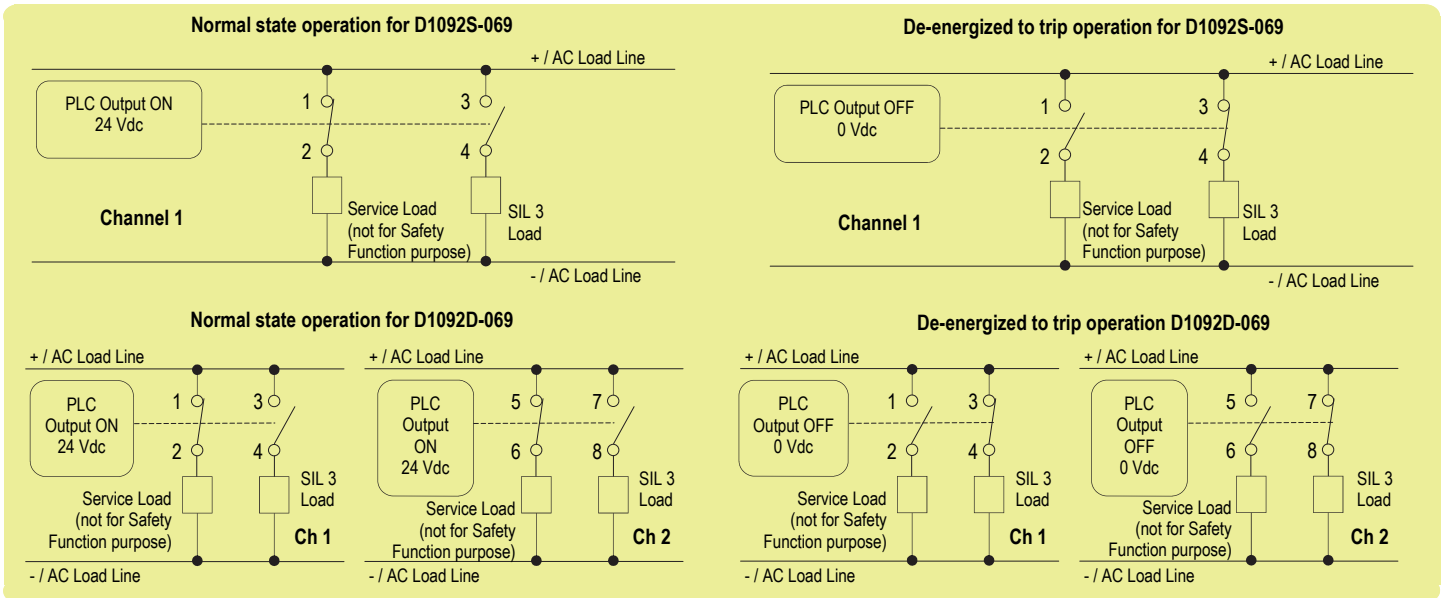 Normal state operation for D1092S-069
+ / AC Load Line
PLC Output ON
24 Vdc
1
3
2
4
Channel 1
Service Load
(not for Safety
Function purpose)
SIL 3
Load
- / AC Load Line
De-energized to trip operation for D1092S-069
+ / AC Load Line
PLC Output OFF
0 Vdc
1
3
2
4
Channel 1
Service Load
(not for Safety
Function purpose)
SIL 3
Load
- / AC Load Line
Normal state operation for D1092D-069
+ / AC Load Line
PLC
Output ON
24 Vdc
1
3
2
4
Service Load
(not for Safety
Function purpose)
SIL 3
Load
Ch 1
- / AC Load Line
+ / AC Load Line
PLC
Output
ON
24 Vdc
5
7
6
8
Service Load
(not for Safety
Function purpose)
SIL 3
Load
Ch 2
- / AC Load Line
De-energized to trip operation D1092D-069
+ / AC Load Line
PLC
Output OFF
0 Vdc
1
3
2
4
Service Load
(not for Safety
Function purpose)
SIL 3
Load
Ch 1
- / AC Load Line
+ / AC Load Line
PLC
Output
OFF
0 Vdc
5
7
6
8
Service Load
(not for Safety
Function purpose)
SIL 3
Load
Ch 2
- / AC Load Line